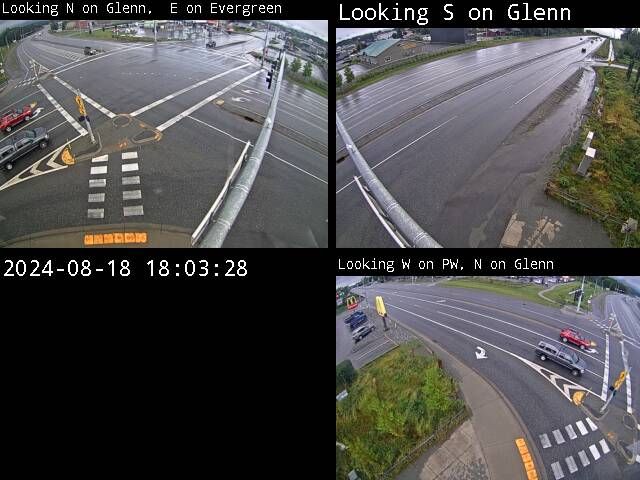 Looking N on Glenn,  E on Evergreen
Looking S on Glenn
2024-08-18 18:03:28
Looking W on PW, N on Glenn